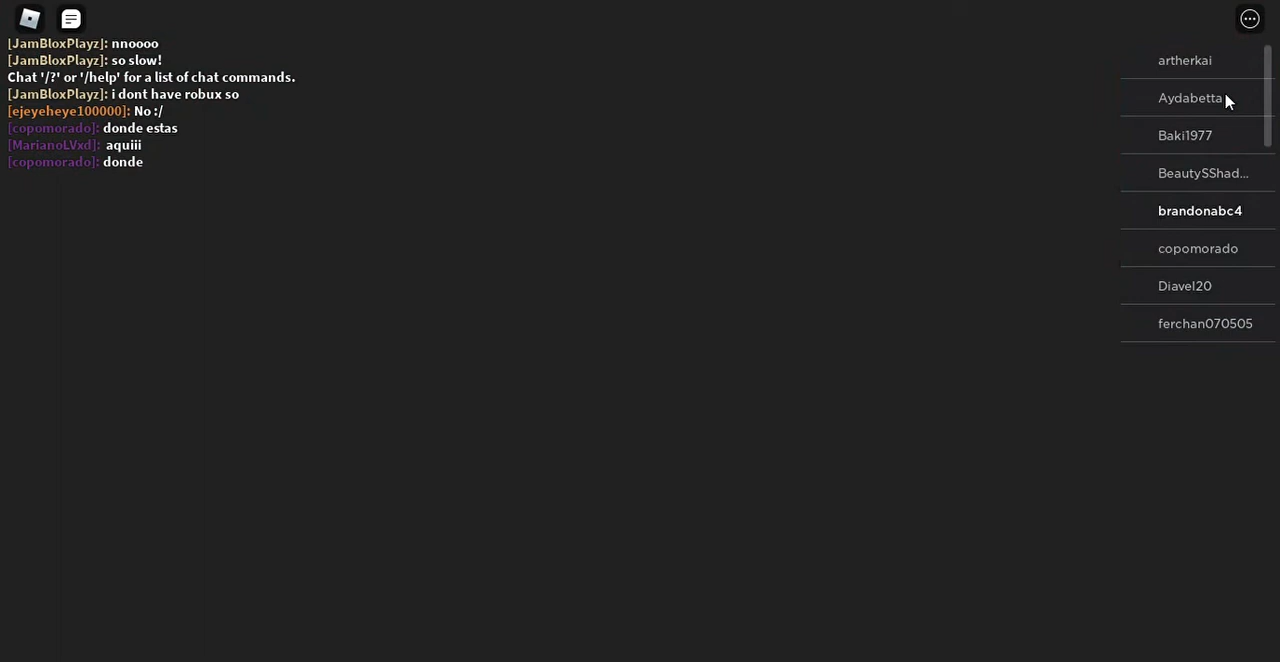 [JamBloxPlayz]: nnoooo
[JamBloxPlayz]: so slow!
Chat '/?' or '/help' for a list of chat commands.
[JamBloxPlayz]: i dont have robux so
[ejeyeheye100000]: No :/
[copomorado]: donde estas
[MarianoLVxd]: aquiii
[copomorado]: donde
artherkai
Aydabetta
Baki1977
BeautySShad...
brandonabc4
copomorado
Diavel20
ferchan070505